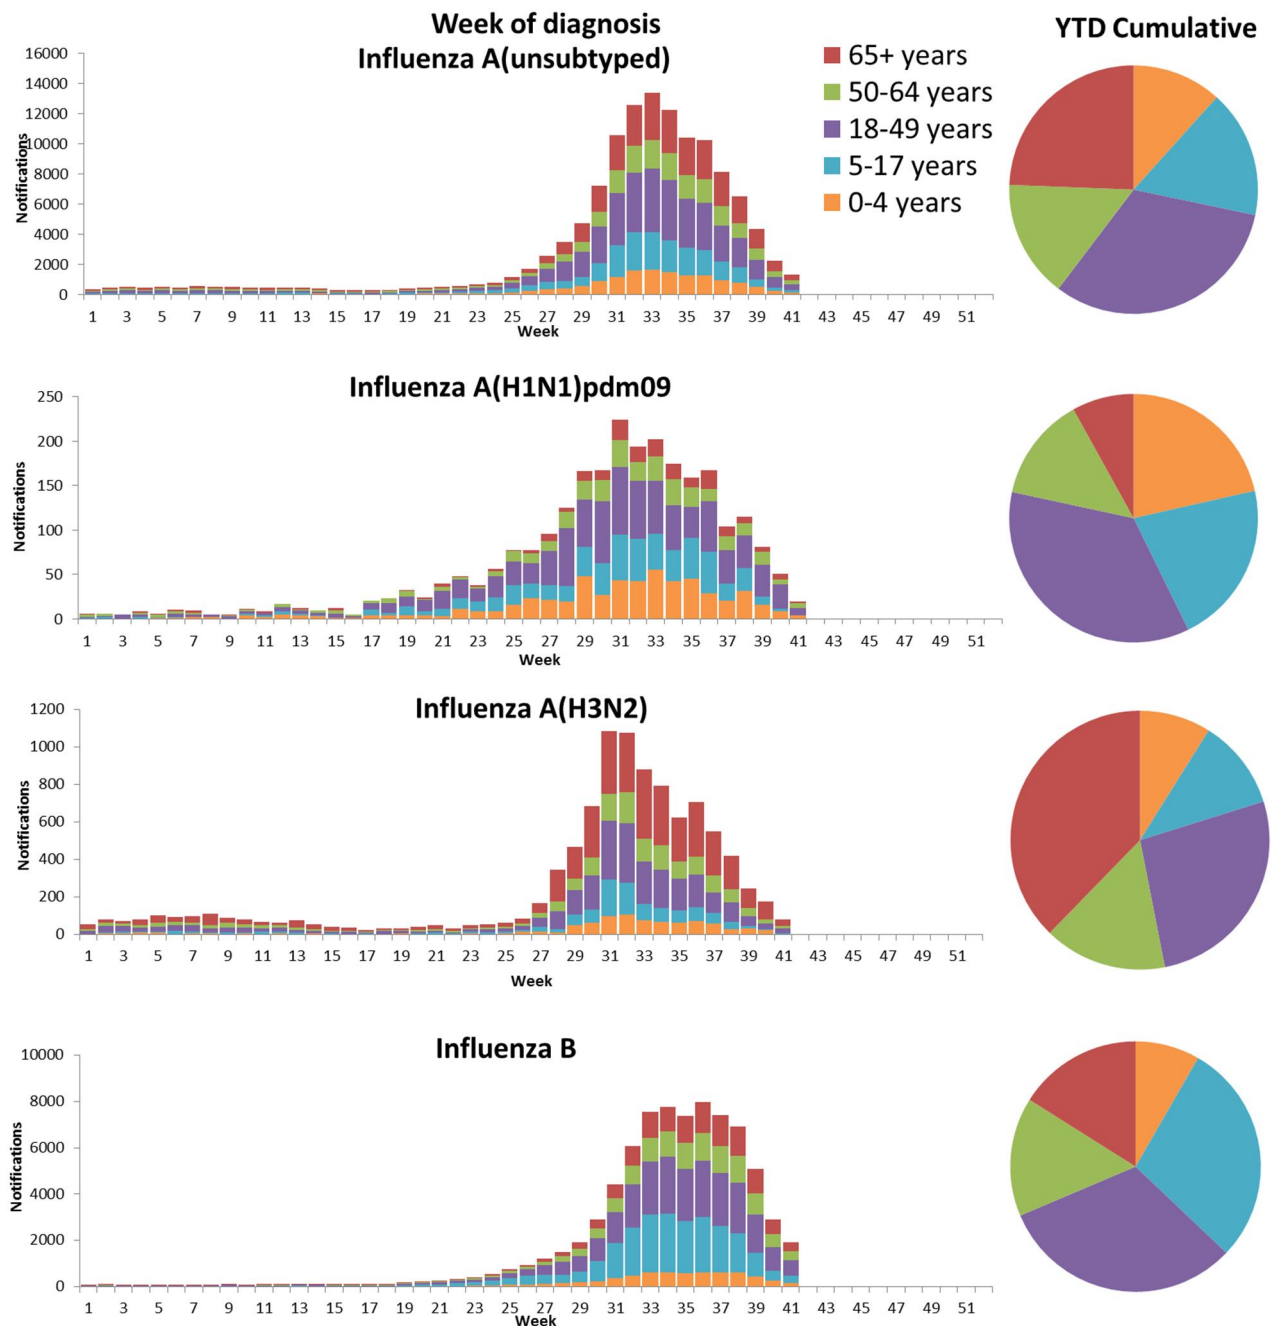 Week of diagnosis
YTD Cumulative
Influenza A(unsubtyped)
65+ years
50-64 years
18-49 years
5-17 years
0-4 years
16000
14000
12000
10000
8000
6000
4000
2000
0
Notifications
1 3 5 7 9 11 13 15 17 19 21 23 25 27 29 31 33 35 37 39 41 43 45 47 49 51
Week
Influenza A(H1N1)pdm09
250
200
150
100
50
0
Notifications
1 3 5 7 9 11 13 15 17 19 21 23 25 27 29 31 33 35 37 39 41 43 45 47 49 51
Week
Influenza A(H3N2)
1200
1000
800
600
400
200
0
Notifications
1 3 5 7 9 11 13 15 17 19 21 23 25 27 29 31 33 35 37 39 41 43 45 47 49 51
Week
Influenza B
10000
8000
6000
4000
2000
0
Notifications
1 3 5 7 9 11 13 15 17 19 21 23 25 27 29 31 33 35 37 39 41 43 45 47 49 51
Week